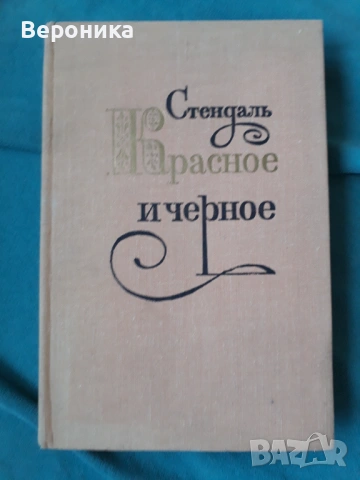 Вероника
Стендаль
Красное
и черное
BAZAR